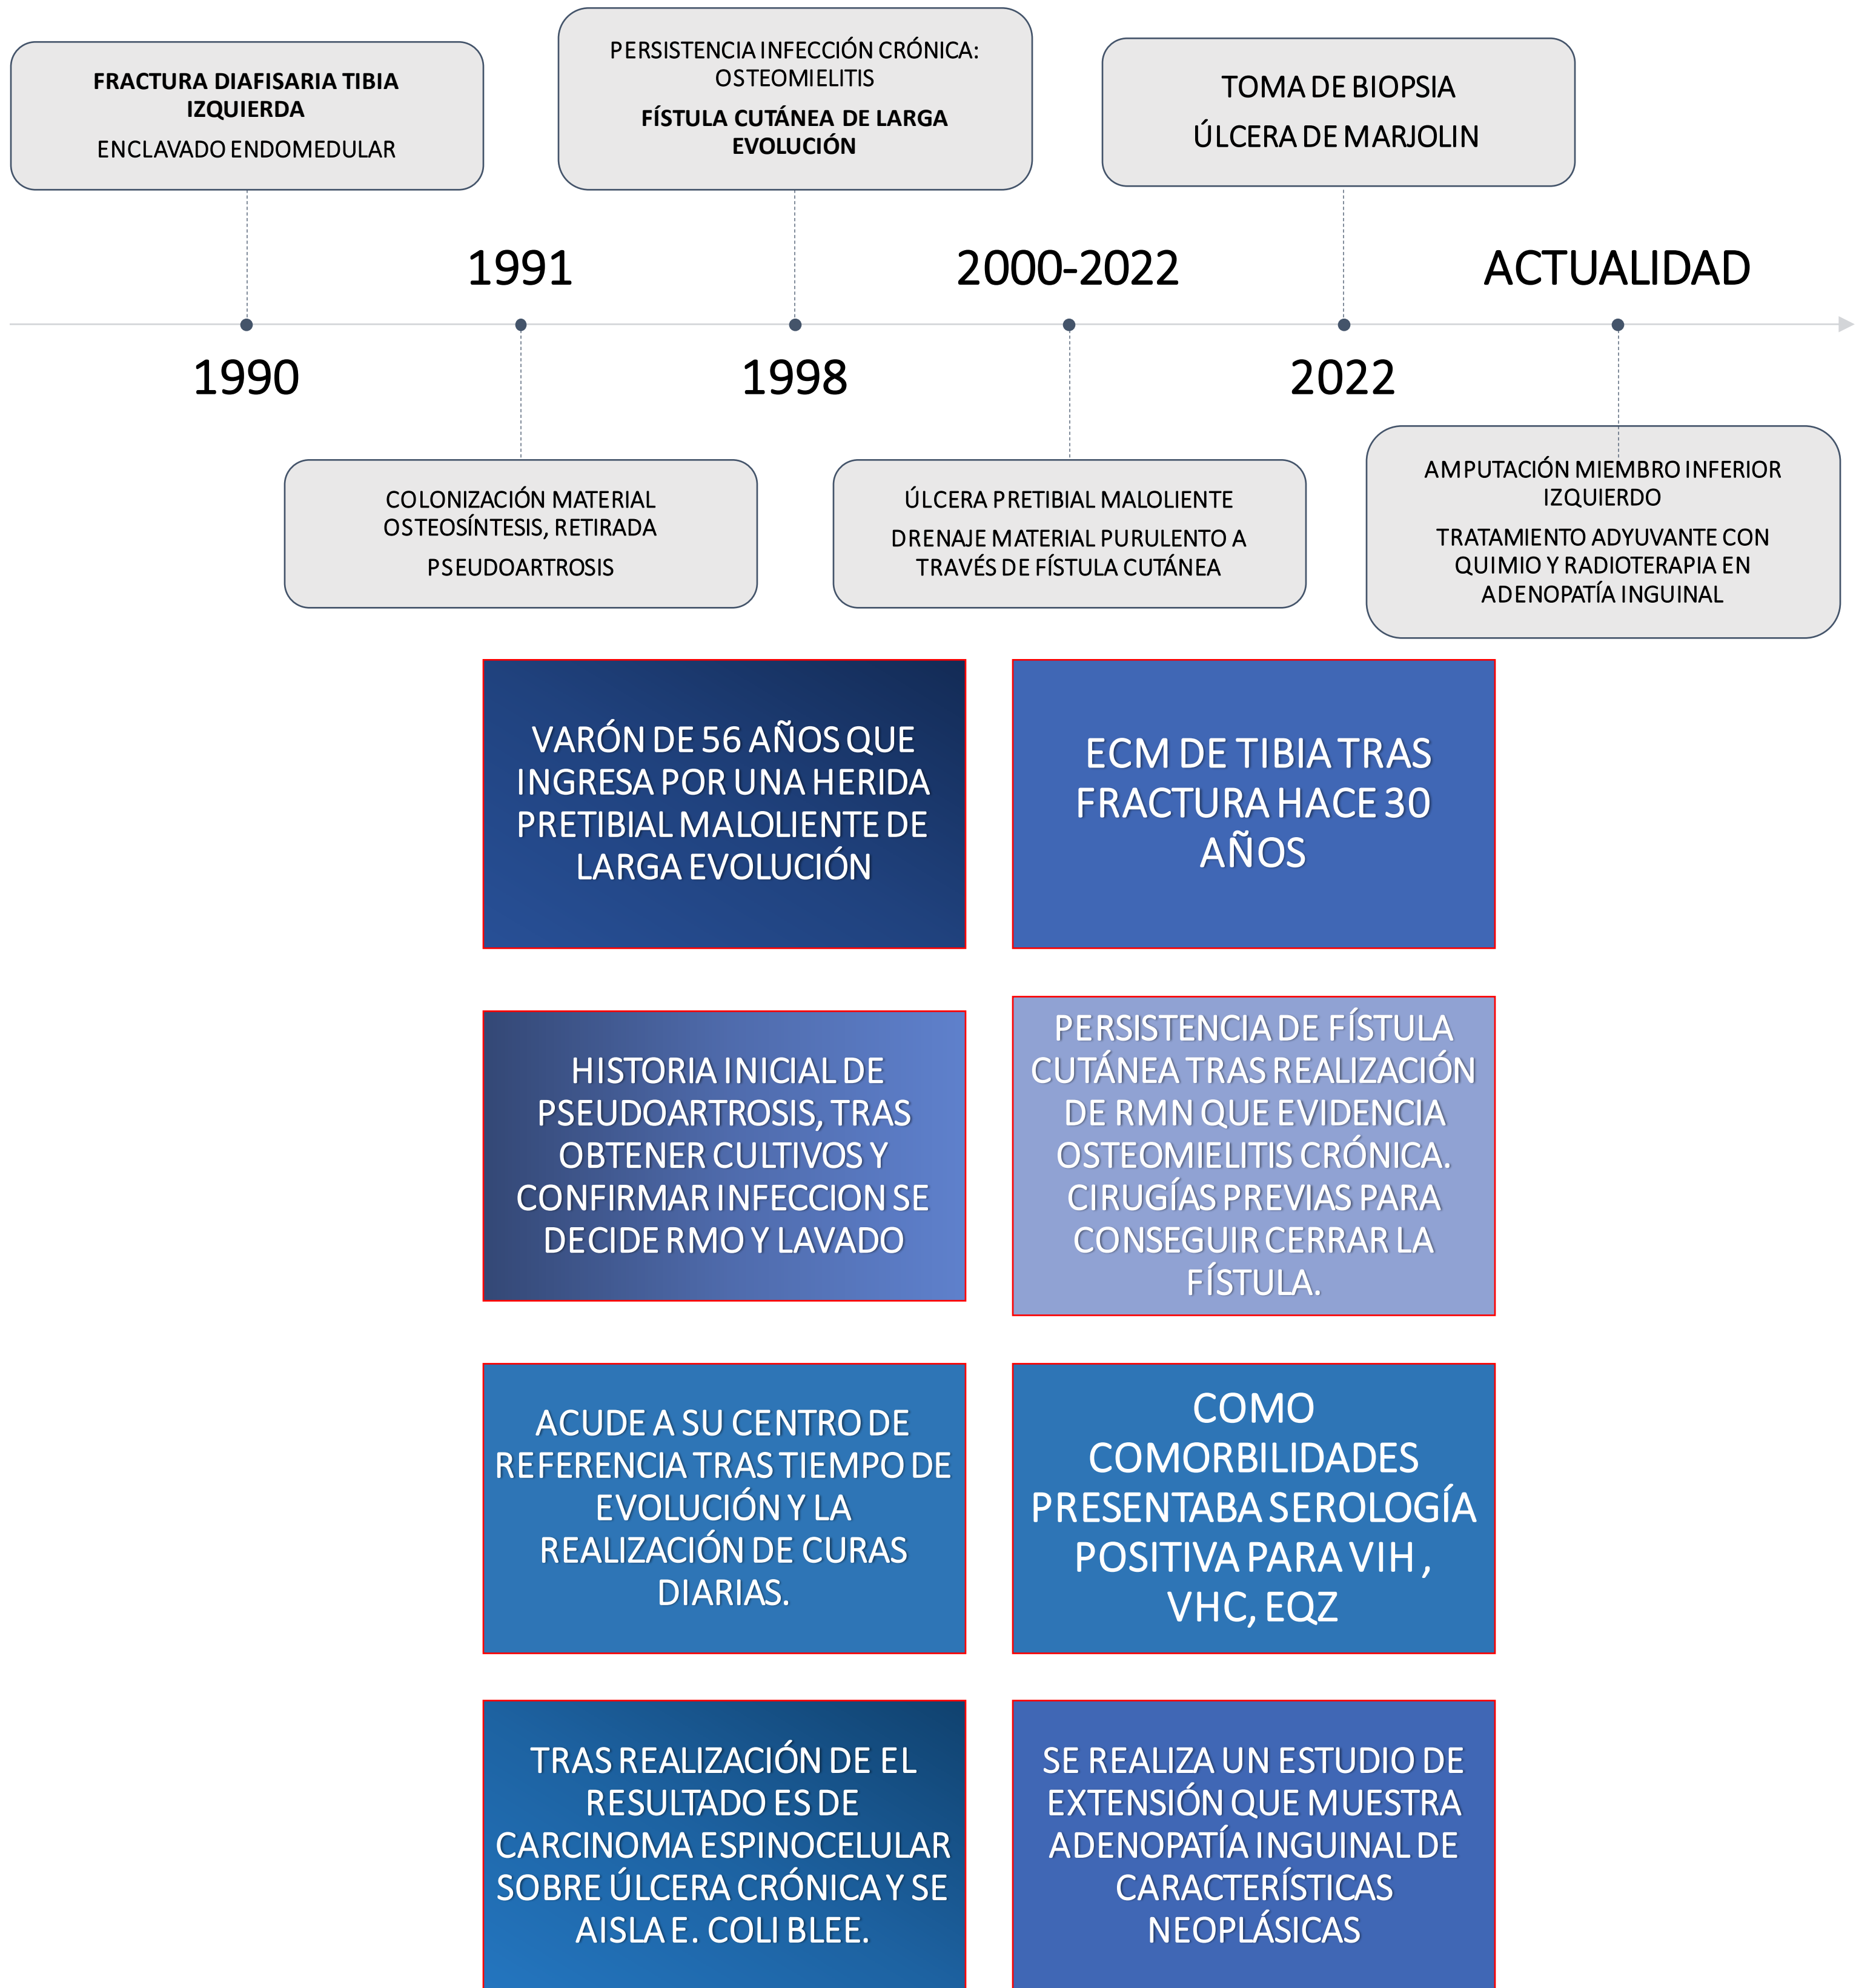 FRACTURA DIAFISARIA TIBIA
IZQUIERDA
ENCLAVADO ENDOMEDULAR
PERSISTENCIA INFECCIÓN CRÓNICA:
OSTEOMIELITIS
FÍSTULA CUTÁNEA DE LARGA
EVOLUCIÓN
TOMA DE BIOPSIA
ÚLCERA DE MARJOLIN
1991
2000-2022
ACTUALIDAD
1990
1998
2022
COLONIZACIÓN MATERIAL
OSTEOSÍNTESIS, RETIRADA
PSEUDOARTROSIS
ÚLCERA PRETIBIAL MALOLIENTE
DRENAJE MATERIAL PURULENTO A
TRAVÉS DE FÍSTULA CUTÁNEA
AMPUTACIÓN MIEMBRO INFERIOR
IZQUIERDO
TRATAMIENTO ADYUVANTE CON
QUIMIO Y RADIOTERAPIA EN
ADENOPATÍA INGUINAL
VARÓN DE 56 AÑOS QUE
INGRESA POR UNA HERIDA
PRETIBIAL MALOLIENTE DE
LARGA EVOLUCIÓN
ECM DE TIBIA TRAS
FRACTURA HACE 30
AÑOS
HISTORIA INICIAL DE
PSEUDOARTROSIS, TRAS
OBTENER CULTIVOS Y
CONFIRMAR INFECCION SE
DECIDE RMO Y LAVADO
PERSISTENCIA DE FÍSTULA
CUTÁNEA TRAS REALIZACIÓN
DE RMN QUE EVIDENCIA
OSTEOMIELITIS CRÓNICA.
CIRUGÍAS PREVIAS PARA
CONSEGUIR CERRAR LA
FÍSTULA.
ACUDE A SU CENTRO DE
REFERENCIA TRAS TIEMPO DE
EVOLUCIÓN Y LA
REALIZACIÓN DE CURAS
DIARIAS.
COMO
COMORBILIDADES
PRESENTABA SEROLOGÍA
POSITIVA PARA VIH ,
VHC, EQZ
TRAS REALIZACIÓN DE EL
RESULTADO ES DE
CARCINOMA ESPINOCELULAR
SOBRE ÚLCERA CRÓNICA Y SE
AISLA E. COLI BLEE.
SE REALIZA UN ESTUDIO DE
EXTENSIÓN QUE MUESTRA
ADENOPATÍA INGUINAL DE
CARACTERÍSTICAS
NEOPLÁSICAS